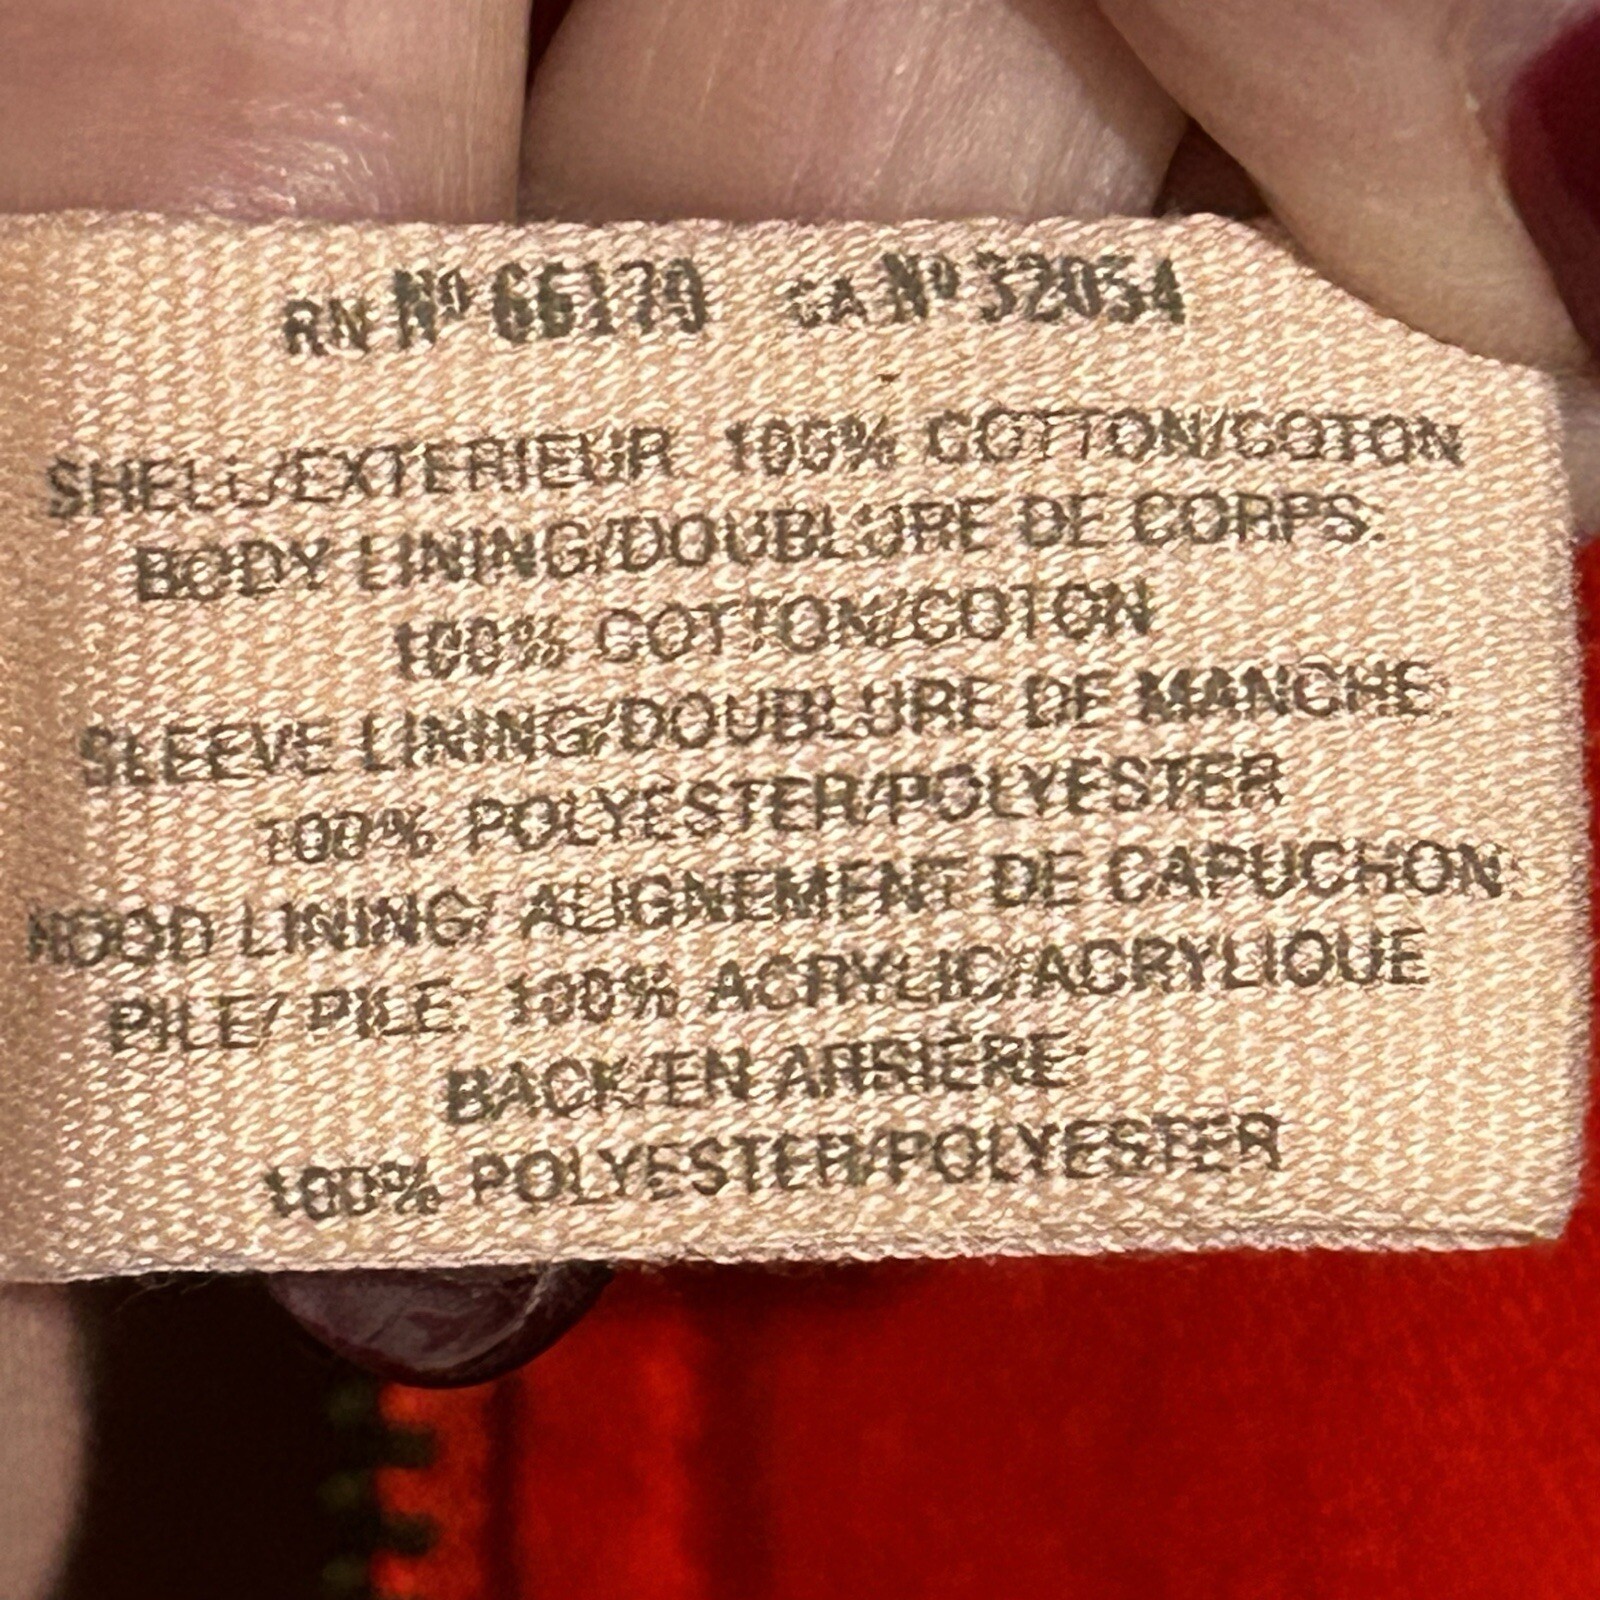 RN Nº 66179 CA Nº 32054
SHELL/EXTERIEUR 100% COTTON/COTON
BODY LINING/DOUBLURE DE CORPS:
100% COTTON/COTON
SLEEVE LINING/DOUBLURE DE MANCHE:
100% POLYESTER/POLYESTER
HOOD LINING/ ALIGNEMENT DE CAPUCHON:
PILE/ PILE: 100% ACRYLIC/ACRYLIQUE
BACK/EN ARRIÈRE:
100% POLYESTER/POLYESTER